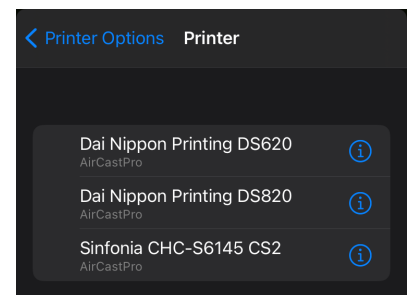 Printer Options Printer
Dai Nippon Printing DS620
AirCastPro
Dai Nippon Printing DS820
AirCastPro
Sinfonia CHC-S6145 CS2
AirCastPro